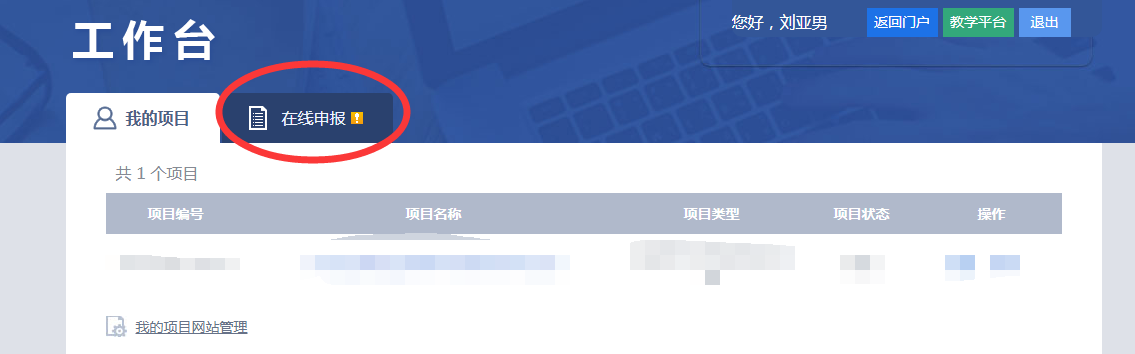 工作台
您好，刘亚男
返回门户
教学平台
退出
我的项目
在线申报
共 1 个项目
项目编号 项目名称 项目类型 项目状态 操作
我的项目网站管理